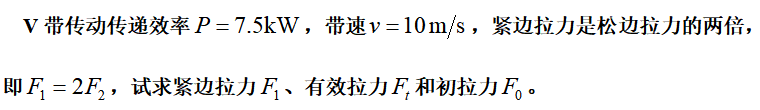 V 带传动传递效率 P = 7.5kW，带速 v = 10 m/s，紧边拉力是松边拉力的两倍，
即 F₁ = 2F₂，试求紧边拉力 F₁、有效拉力 Fₜ 和初拉力 F₀。